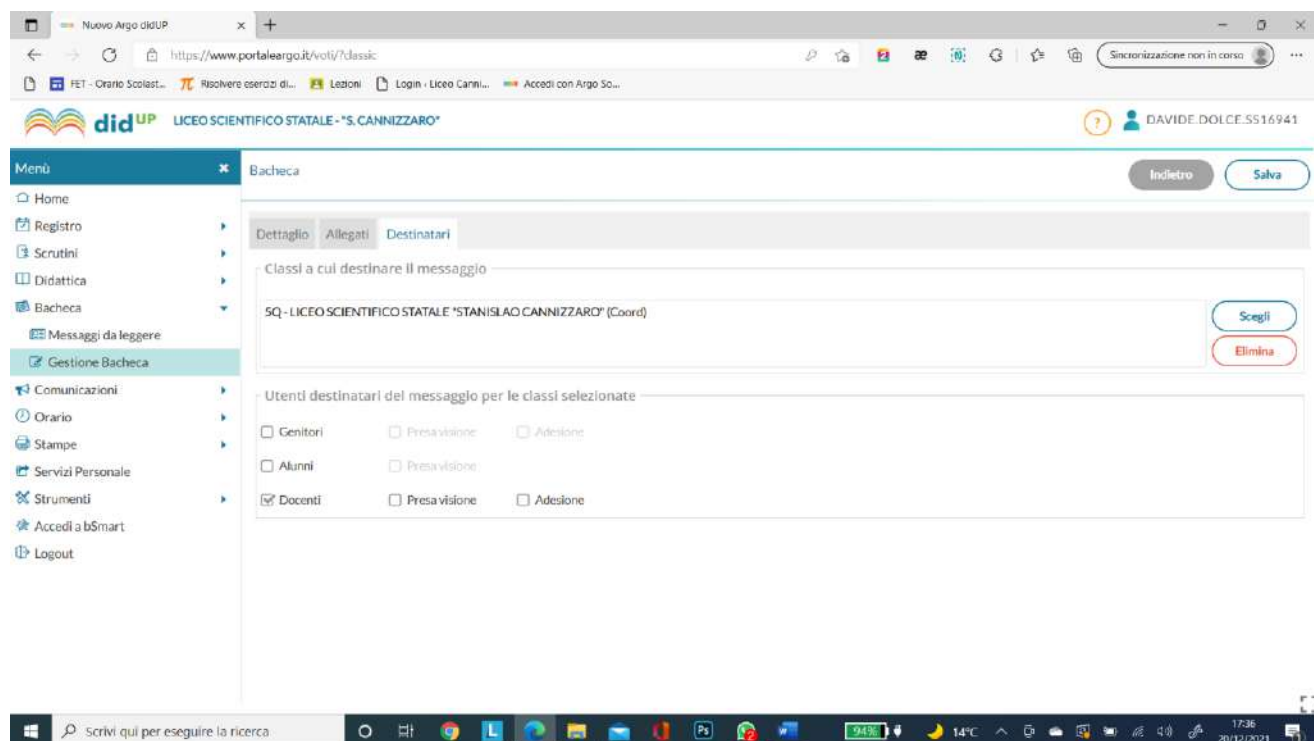 Nuovo Argo didUP
https://www.portaleargo.it/voti/?classic
Sincronizzazione non in corso
FET - Orario Scolast... Risolvere esercizi di... Lezioni Login - Liceo Canni... Accedi con Argo So...
didUP LICEO SCIENTIFICO STATALE - "S. CANNIZZARO" ? DAVIDE.DOLCE.SS16941
Menù
Bacheca Indietro Salva
Home
Registro
Scrutini
Didattica
Bacheca
Messaggi da leggere
Gestione Bacheca
Comunicazioni
Orario
Stampe
Servizi Personale
Strumenti
Accedi a bSmart
Logout
Dettaglio Allegati Destinatari
Classi a cui destinare il messaggio
5Q - LICEO SCIENTIFICO STATALE "STANISLAO CANNIZZARO" (Coord)
Scegli
Elimina
Utenti destinatari del messaggio per le classi selezionate
Genitori Presa visione Adesione
Alunni Presa visione
Docenti Presa visione Adesione
Scrivi qui per eseguire la ricerca L Ps 94% 14°C 17:36
20/12/2021